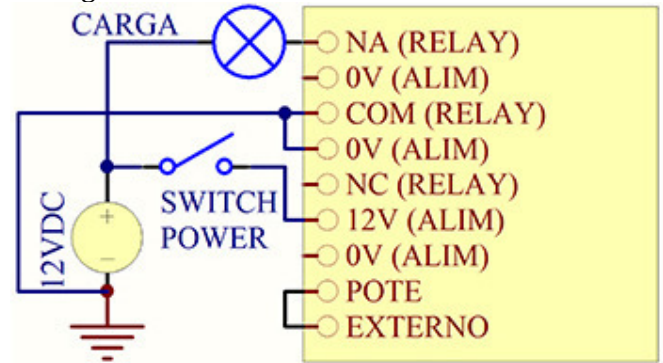 CARGA
NA (RELAY)
0V (ALIM)
COM (RELAY)
0V (ALIM)
NC (RELAY)
SWITCH
POWER
12V (ALIM)
12VDC
+
0V (ALIM)
−
POTE
EXTERNO